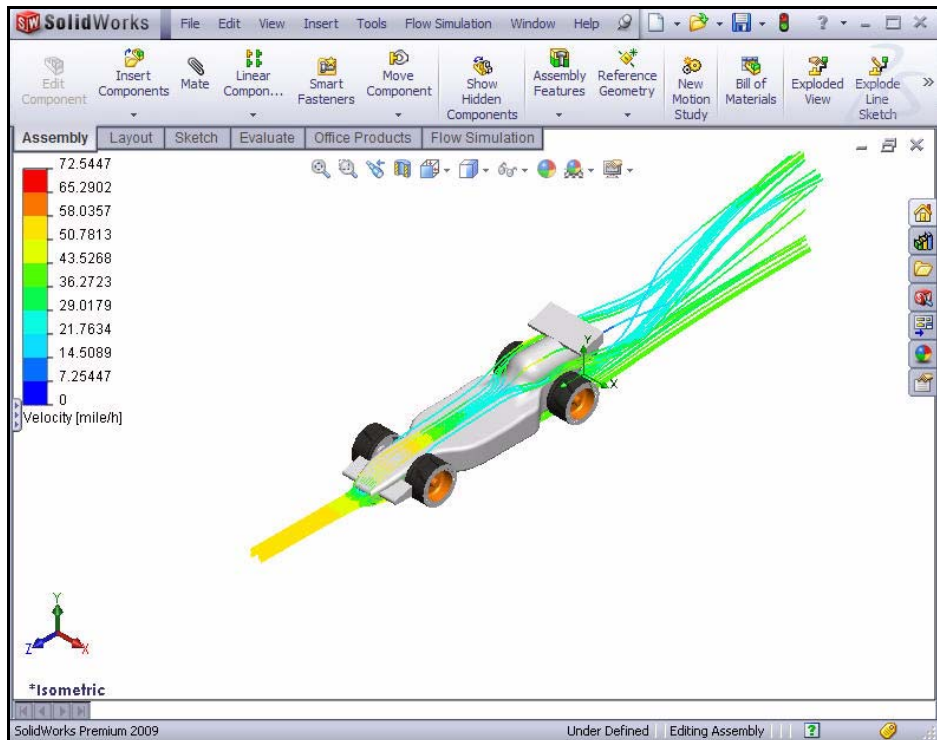 SolidWorks File Edit View Insert Tools Flow Simulation Window Help ?
Edit Component
Insert Components
Mate
Linear Compon...
Smart Fasteners
Move Component
Show Hidden Components
Assembly Features
Reference Geometry
New Motion Study
Bill of Materials
Exploded View
Explode Line Sketch
»
Assembly Layout Sketch Evaluate Office Products Flow Simulation
72.5447
65.2902
58.0357
50.7813
43.5268
36.2723
29.0179
21.7634
14.5089
7.25447
0
Velocity [mile/h]
Y
X
Y
Z X
*Isometric
SolidWorks Premium 2009 Under Defined Editing Assembly ?